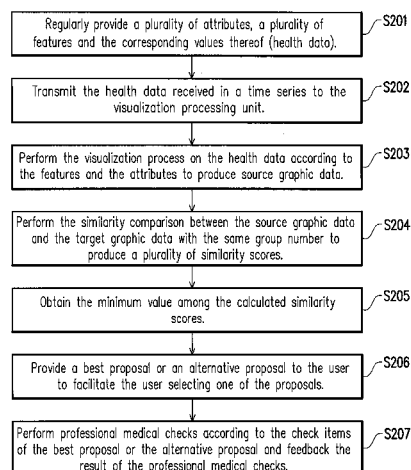 Regularly provide a plurality of attributes, a plurality of
features and the corresponding values thereof (health data).
S201
Transmit the health data received in a time series to the
visualization processing unit.
S202
Perform the visualization process on the health data according to
the features and the attributes to produce source graphic data.
S203
Perform the similarity comparison between the source graphic data
and the target graphic data with the same group number to
produce a plurality of similarity scores.
S204
Obtain the minimum value among the calculated similarity
scores.
S205
Provide a best proposal or an alternative proposal to the user
to facilitate the user selecting one of the proposals.
S206
Perform professional medical checks according to the check items
of the best proposal or the alternative proposal and feedback the
result of the professional medical checks.
S207